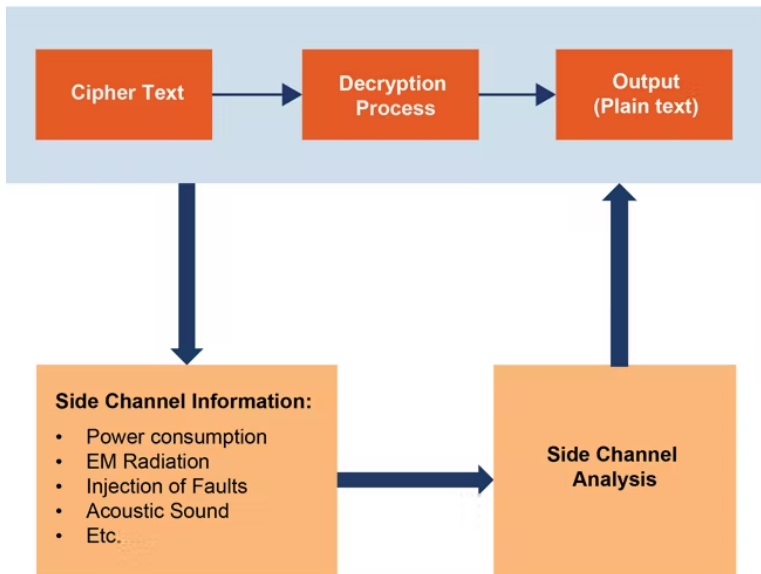 Cipher Text
Decryption
Process
Output
(Plain text)
Side Channel Information:
• Power consumption
• EM Radiation
• Injection of Faults
• Acoustic Sound
• Etc.
Side Channel
Analysis